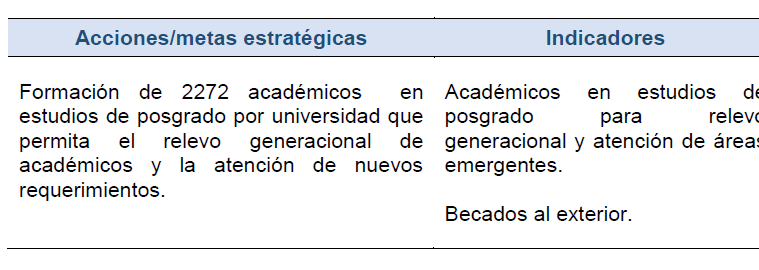 Acciones/metas estratégicas
Indicadores
Formación de 2272 académicos en
estudios de posgrado por universidad que
permita el relevo generacional de
académicos y la atención de nuevos
requerimientos.
Académicos en estudios de
posgrado para relevo
generacional y atención de áreas
emergentes.
Becados al exterior.